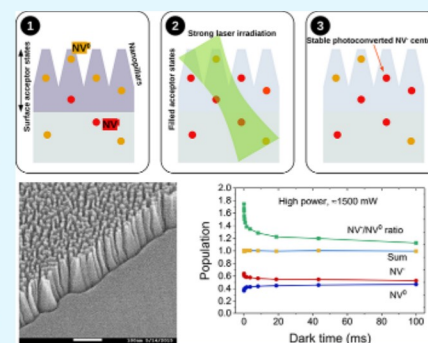 1
2
3
NV⁰
Nanopillars
Surface acceptor states
NV⁻
Strong laser irradiation
Filled acceptor states
Stable photoconverted NV⁻ cente
High power, ≈1500 mW
NV⁻/NV⁰ ratio
Sum
NV⁻
NV⁰
Population
2.0
1.8
1.6
1.4
1.2
1.0
0.8
0.6
0.4
0.2
0.0
0
20
40
60
80
100
Dark time (ms)